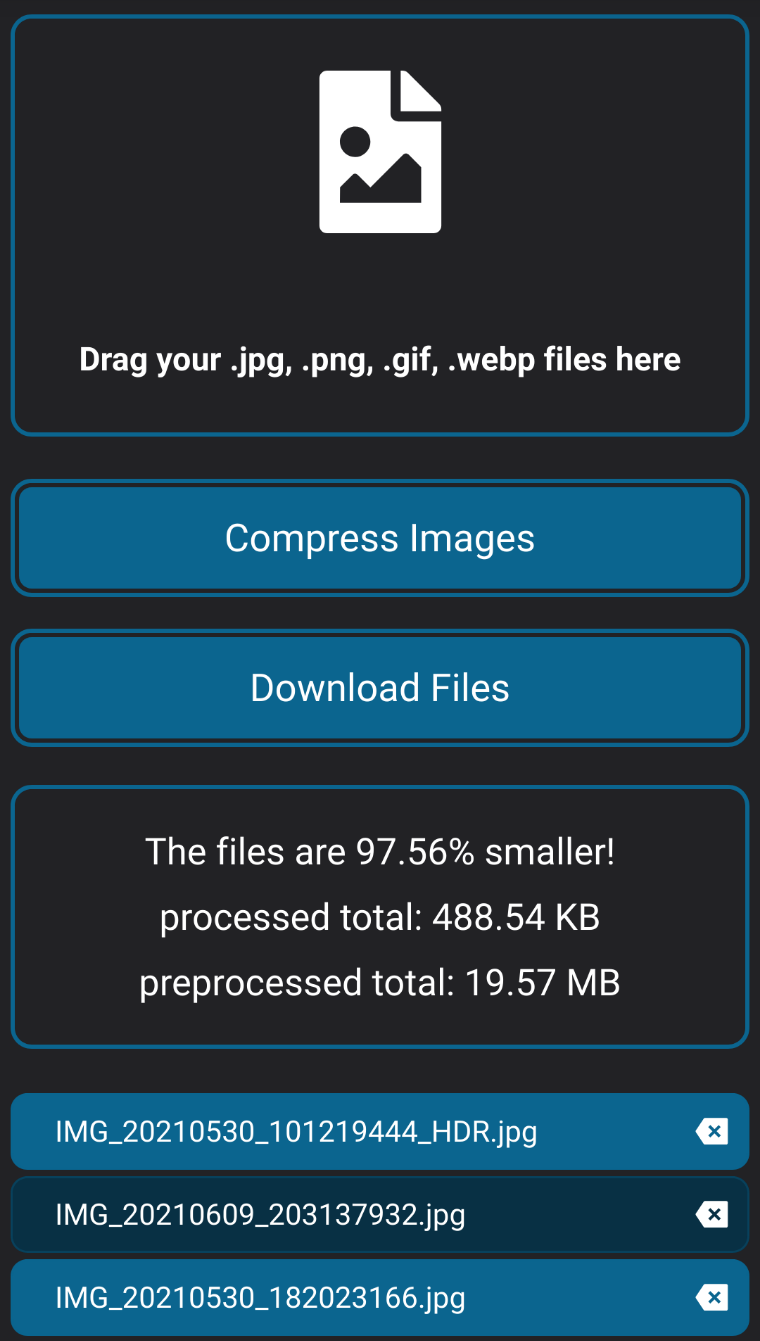 Drag your .jpg, .png, .gif, .webp files here
Compress Images
Download Files
The files are 97.56% smaller!
processed total: 488.54 KB
preprocessed total: 19.57 MB
IMG_20210530_101219444_HDR.jpg
IMG_20210609_203137932.jpg
IMG_20210530_182023166.jpg